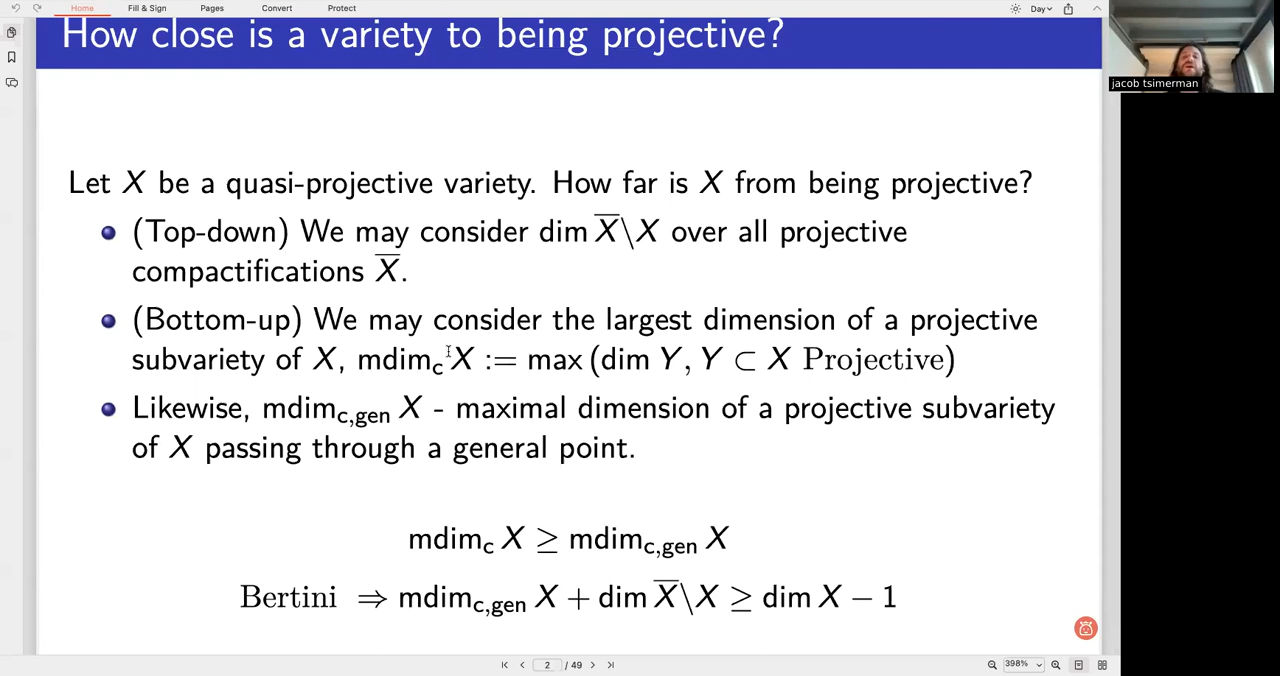 Home Fill & Sign Pages Convert Protect Day
jacob tsimerman
How close is a variety to being projective?
Let X be a quasi-projective variety. How far is X from being projective?
(Top-down) We may consider dim X̅\X over all projective
compactifications X̅.
(Bottom-up) We may consider the largest dimension of a projective
subvariety of X, mdim_c X := max (dim Y, Y ⊂ X Projective)
Likewise, mdim_c,gen X - maximal dimension of a projective subvariety
of X passing through a general point.
mdim_c X ≥ mdim_c,gen X
Bertini ⇒ mdim_c,gen X + dim X̅\X ≥ dim X − 1
2 / 49 398%